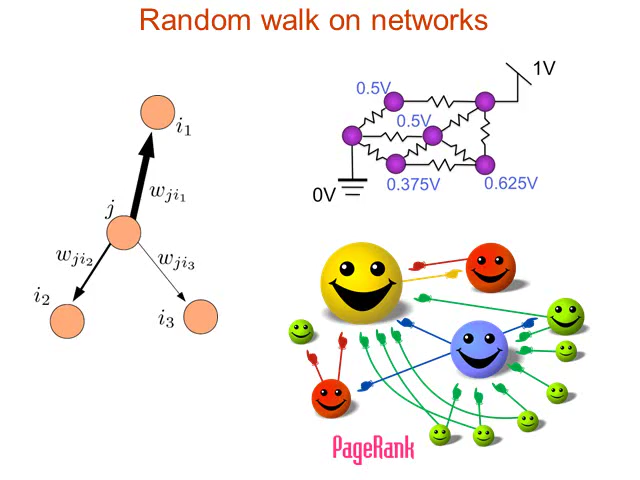 Random walk on networks
i₁
w_{ji₁}
j
w_{ji₂}
w_{ji₃}
i₂
i₃
1V
0.5V
0.5V
0V
0.375V
0.625V
PageRank